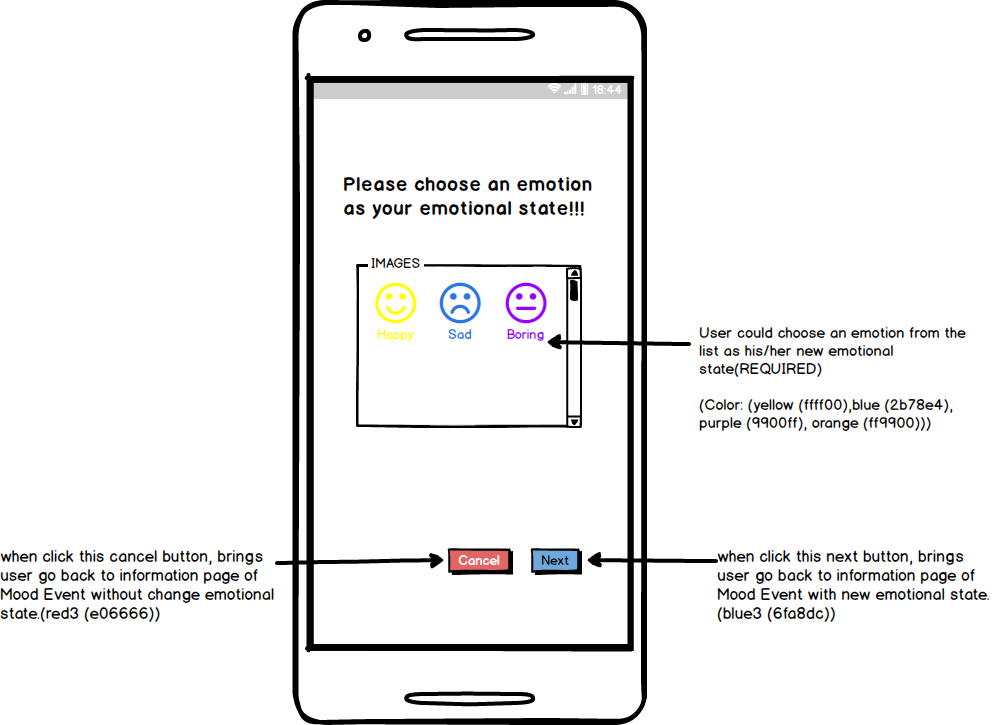 18:44
Please choose an emotion
as your emotional state!!!
IMAGES
Happy Sad Boring
User could choose an emotion from the
list as his/her new emotional
state(REQUIRED)
(Color: (yellow (ffff00),blue (2b78e4),
purple (9900ff), orange (ff9900)))
when click this cancel button, brings
user go back to information page of
Mood Event without change emotional
state.(red3 (e06666))
Cancel Next
when click this next button, brings
user go back to information page of
Mood Event with new emotional state.
(blue3 (6fa8dc))